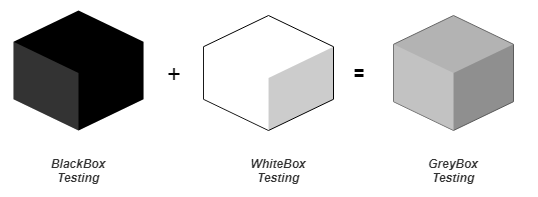 +
=
BlackBox
Testing
WhiteBox
Testing
GreyBox
Testing